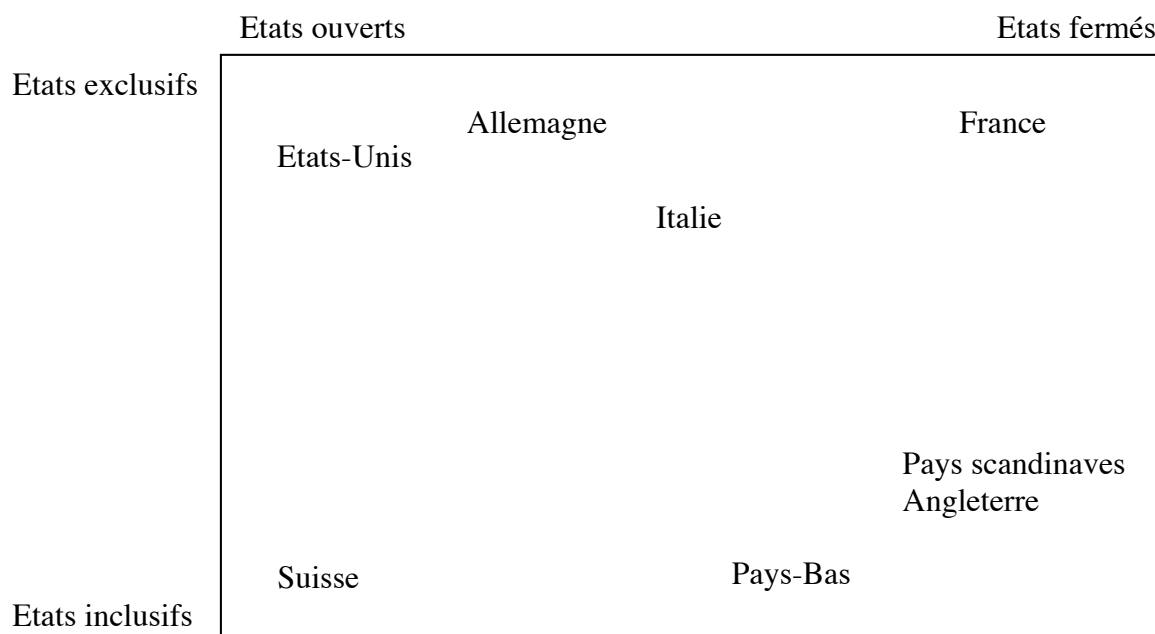 Etats ouverts Etats fermés
Etats exclusifs
Allemagne France
Etats-Unis
Italie
Pays scandinaves
Angleterre
Suisse Pays-Bas
Etats inclusifs